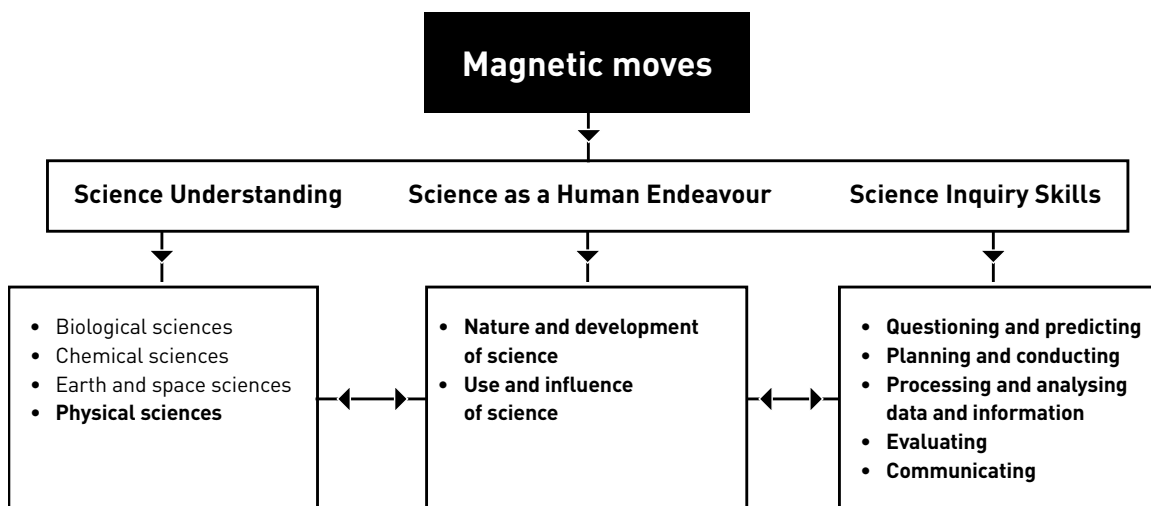 Magnetic moves
Science Understanding
Science as a Human Endeavour
Science Inquiry Skills
• Biological sciences
• Chemical sciences
• Earth and space sciences
• Physical sciences
• Nature and development
of science
• Use and influence
of science
• Questioning and predicting
• Planning and conducting
• Processing and analysing
data and information
• Evaluating
• Communicating